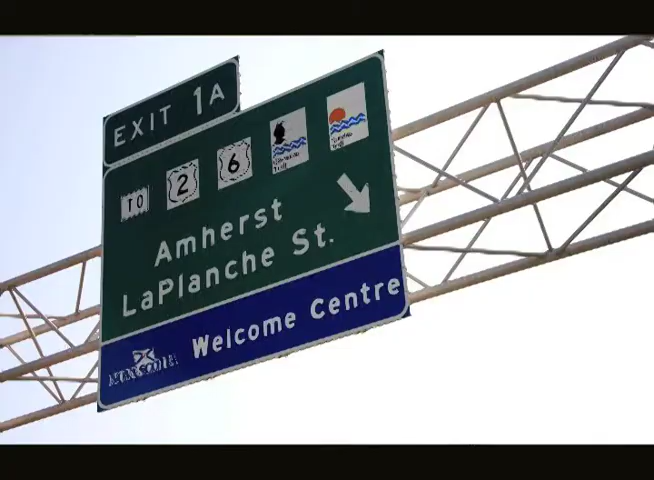 EXIT 1A
TO 2 6
Amherst
LaPlanche St.
Welcome Centre